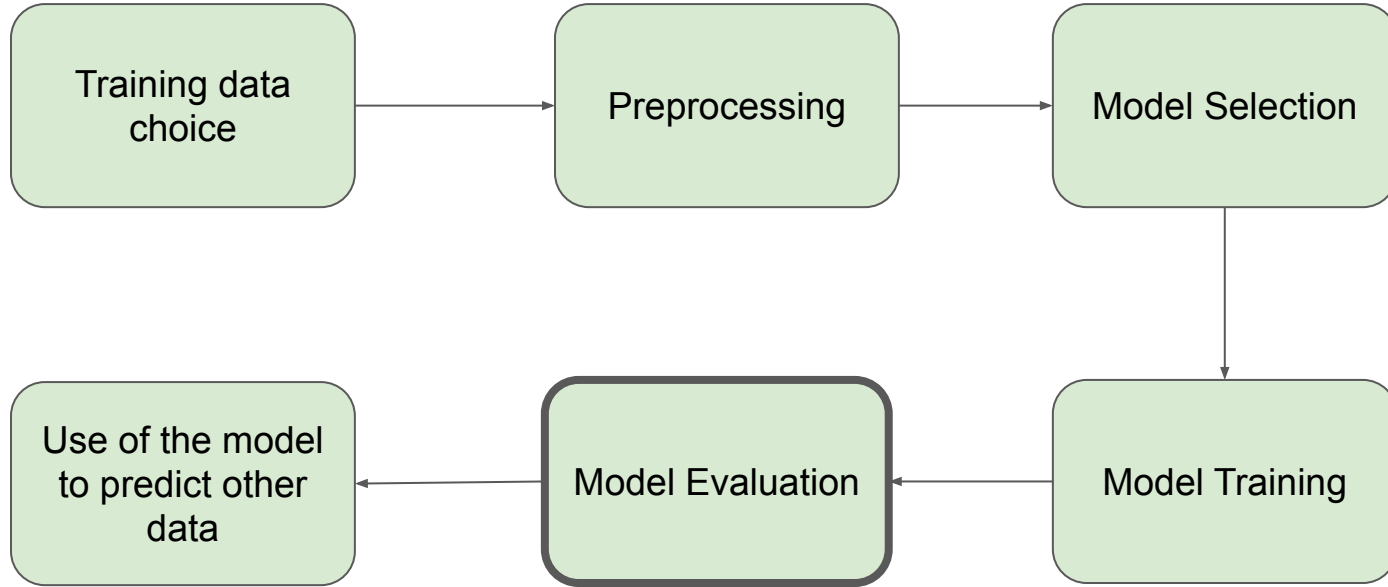 Training data
choice
Preprocessing
Model Selection
Model Training
Model Evaluation
Use of the model
to predict other
data